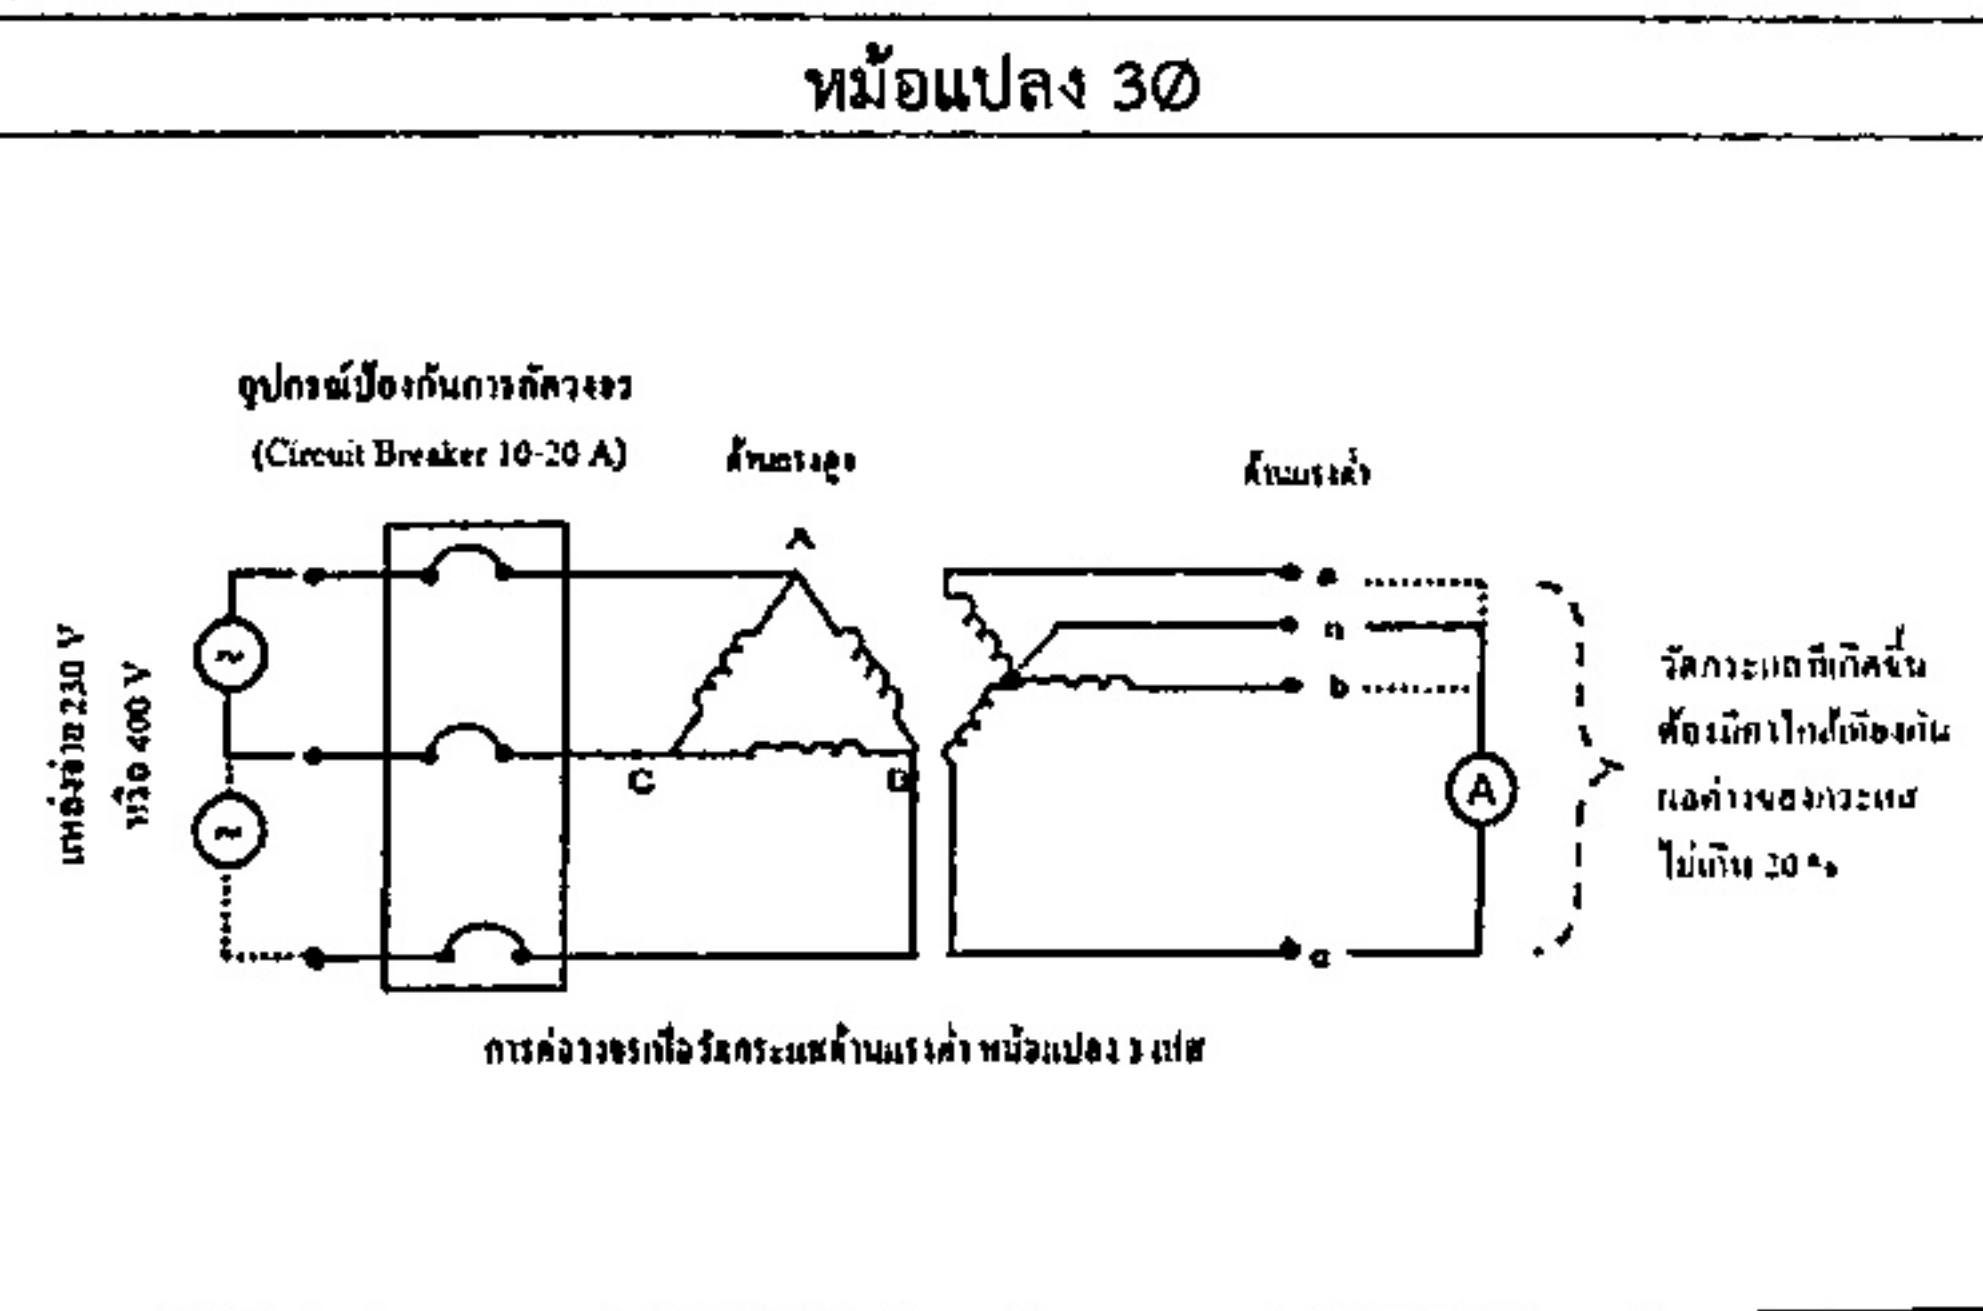 หม้อแปลง 3Ø
อุปกรณ์ป้องกันการลัดวงจร
(Circuit Breaker 10-20 A)
ด้านแรงสูง
ด้านแรงต่ำ
แหล่งจ่าย 230 V
หรือ 400 V
A
C
B
n
b
A
วัดกระแสที่เกิดขึ้น
ต้องมีค่าใกล้เคียงกัน
ผลต่างของกระแส
ไม่เกิน 20 %
การต่อวงจรเพื่อวัดกระแสด้านแรงต่ำ หม้อแปลง 3 เฟส